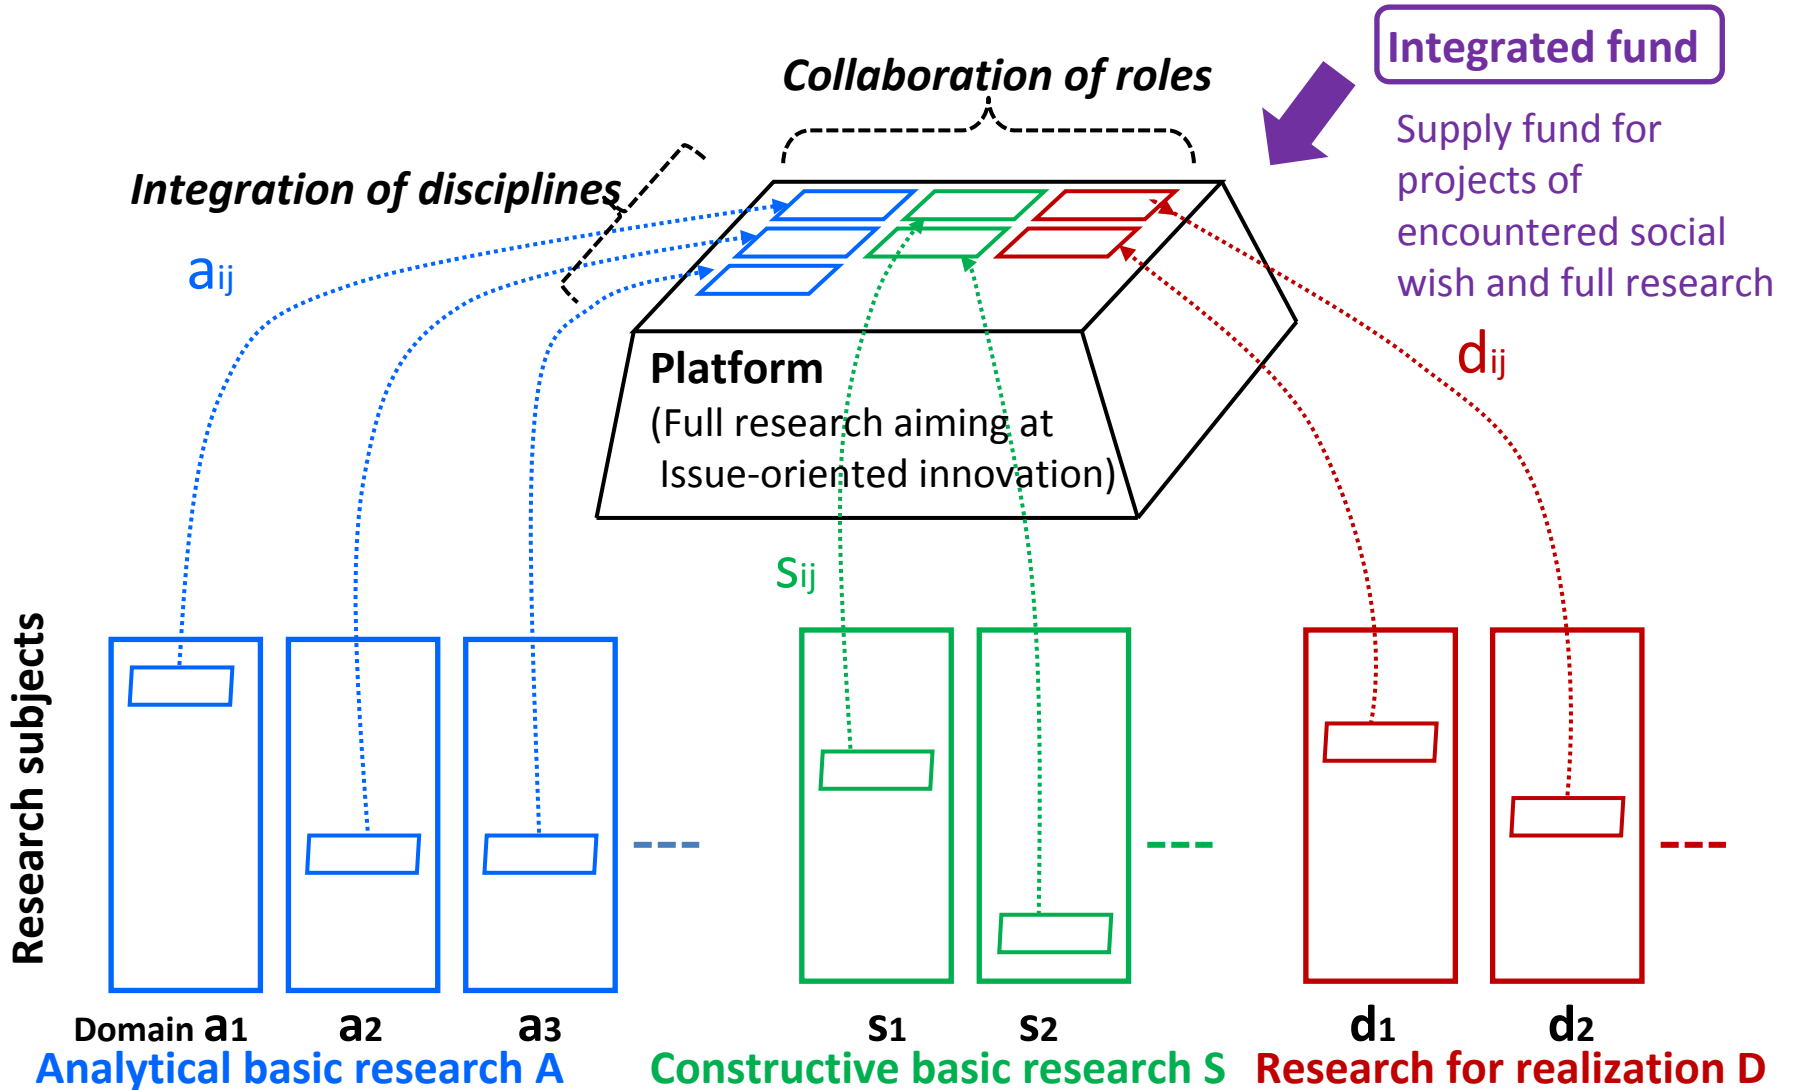 Integrated fund
Collaboration of roles
Supply fund for
projects of
encountered social
wish and full research
Integration of disciplines
aij
dij
Platform
(Full research aiming at
Issue-oriented innovation)
sij
Research subjects
Domain a1 a2 a3 s1 s2 d1 d2
Analytical basic research A Constructive basic research S Research for realization D